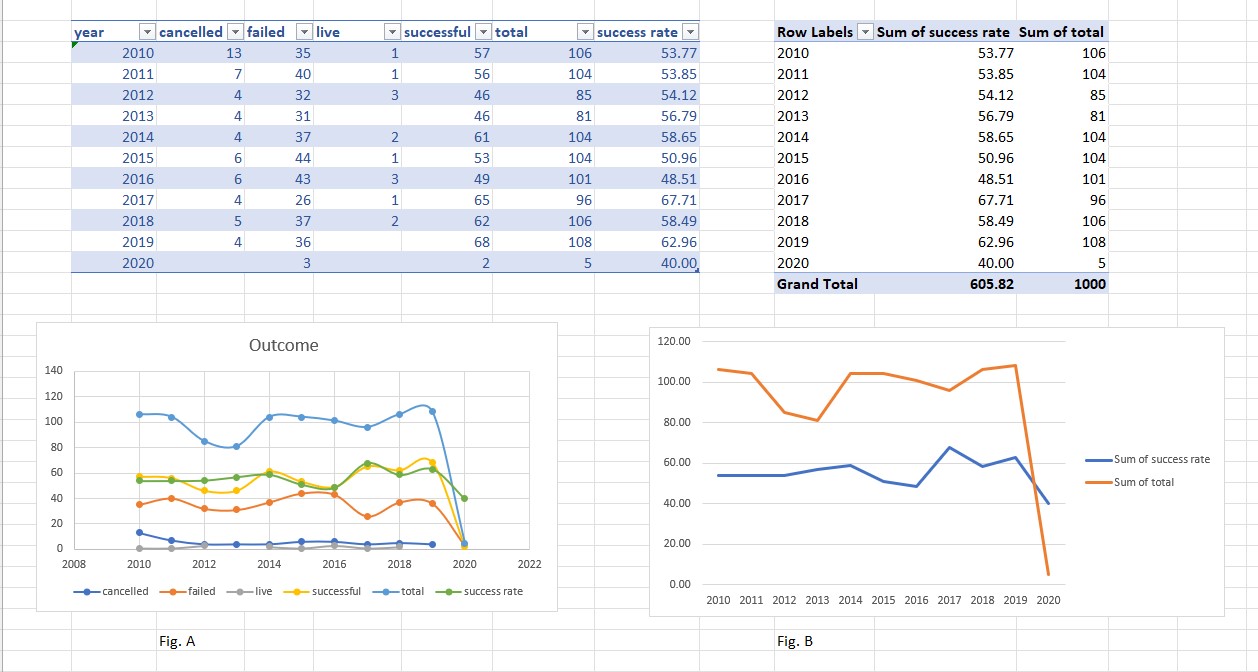 year cancelled failed live successful total success rate
2010 13 35 1 57 106 53.77
2011 7 40 1 56 104 53.85
2012 4 32 3 46 85 54.12
2013 4 31 46 81 56.79
2014 4 37 2 61 104 58.65
2015 6 44 1 53 104 50.96
2016 6 43 3 49 101 48.51
2017 4 26 1 65 96 67.71
2018 5 37 2 62 106 58.49
2019 4 36 68 108 62.96
2020 3 2 5 40.00
Row Labels Sum of success rate Sum of total
2010 53.77 106
2011 53.85 104
2012 54.12 85
2013 56.79 81
2014 58.65 104
2015 50.96 104
2016 48.51 101
2017 67.71 96
2018 58.49 106
2019 62.96 108
2020 40.00 5
Grand Total 605.82 1000
Outcome
140
120
100
80
60
40
20
0
2008 2010 2012 2014 2016 2018 2020 2022
cancelled failed live successful total success rate
Fig. A
120.00
100.00
80.00
60.00
40.00
20.00
0.00
2010 2011 2012 2013 2014 2015 2016 2017 2018 2019 2020
Sum of success rate
Sum of total
Fig. B